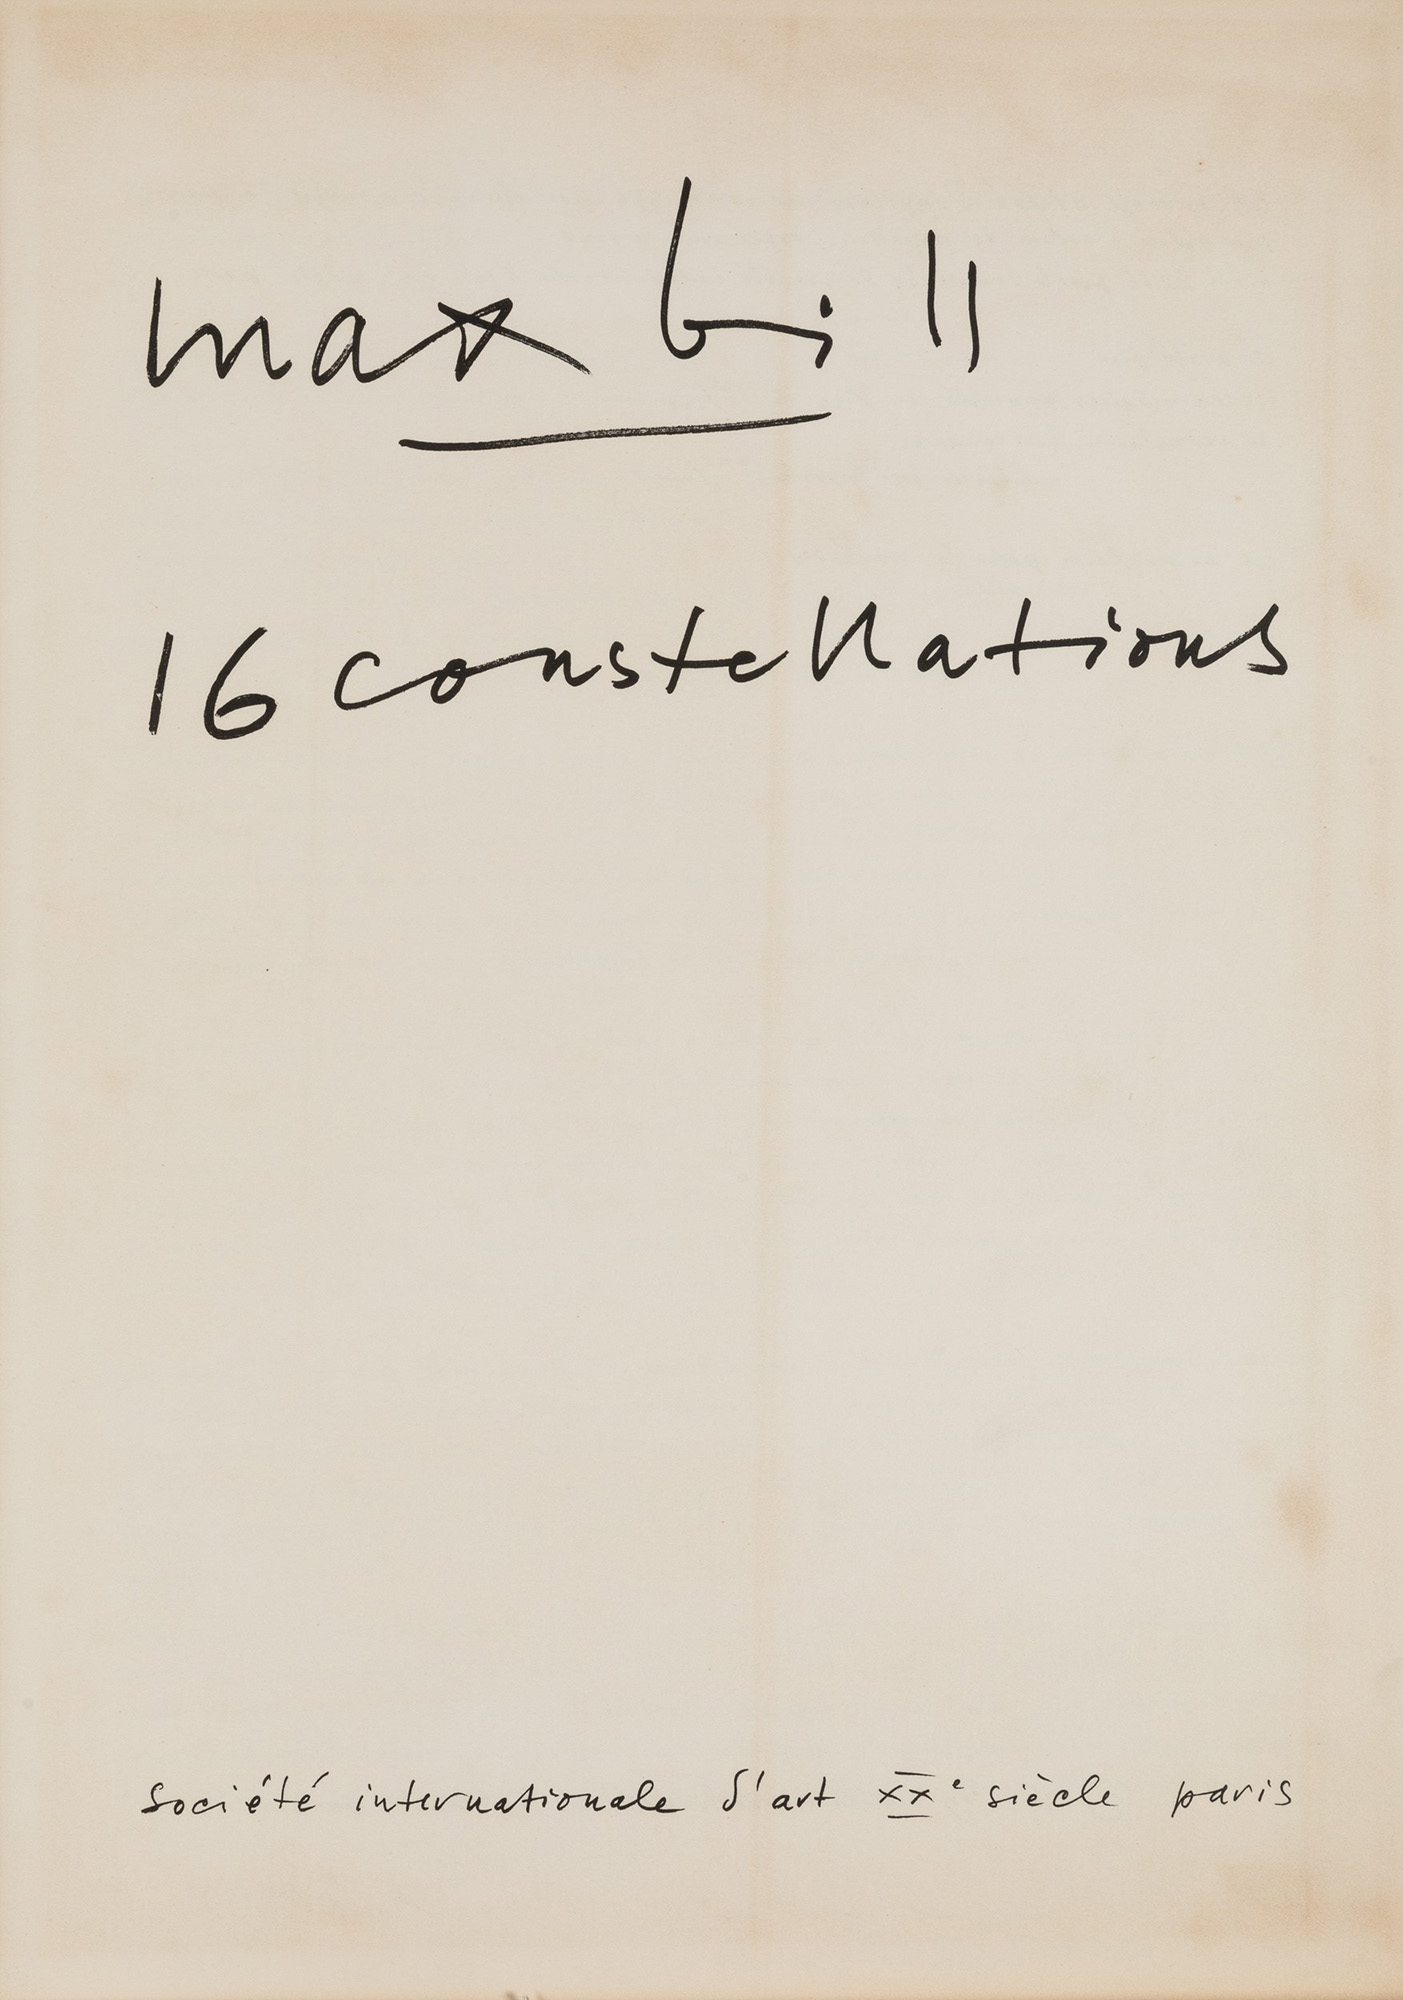 max bill
16 constellations
société internationale d'art XXe siècle paris